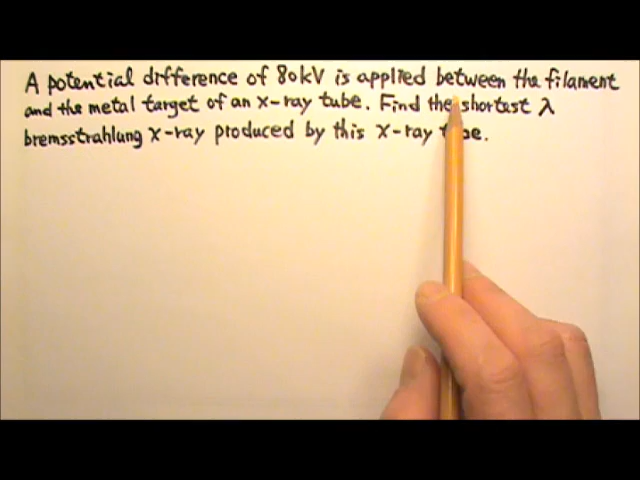 A potential difference of 80kV is applied between the filament
and the metal target of an x-ray tube. Find the shortest λ
bremsstrahlung x-ray produced by this x-ray